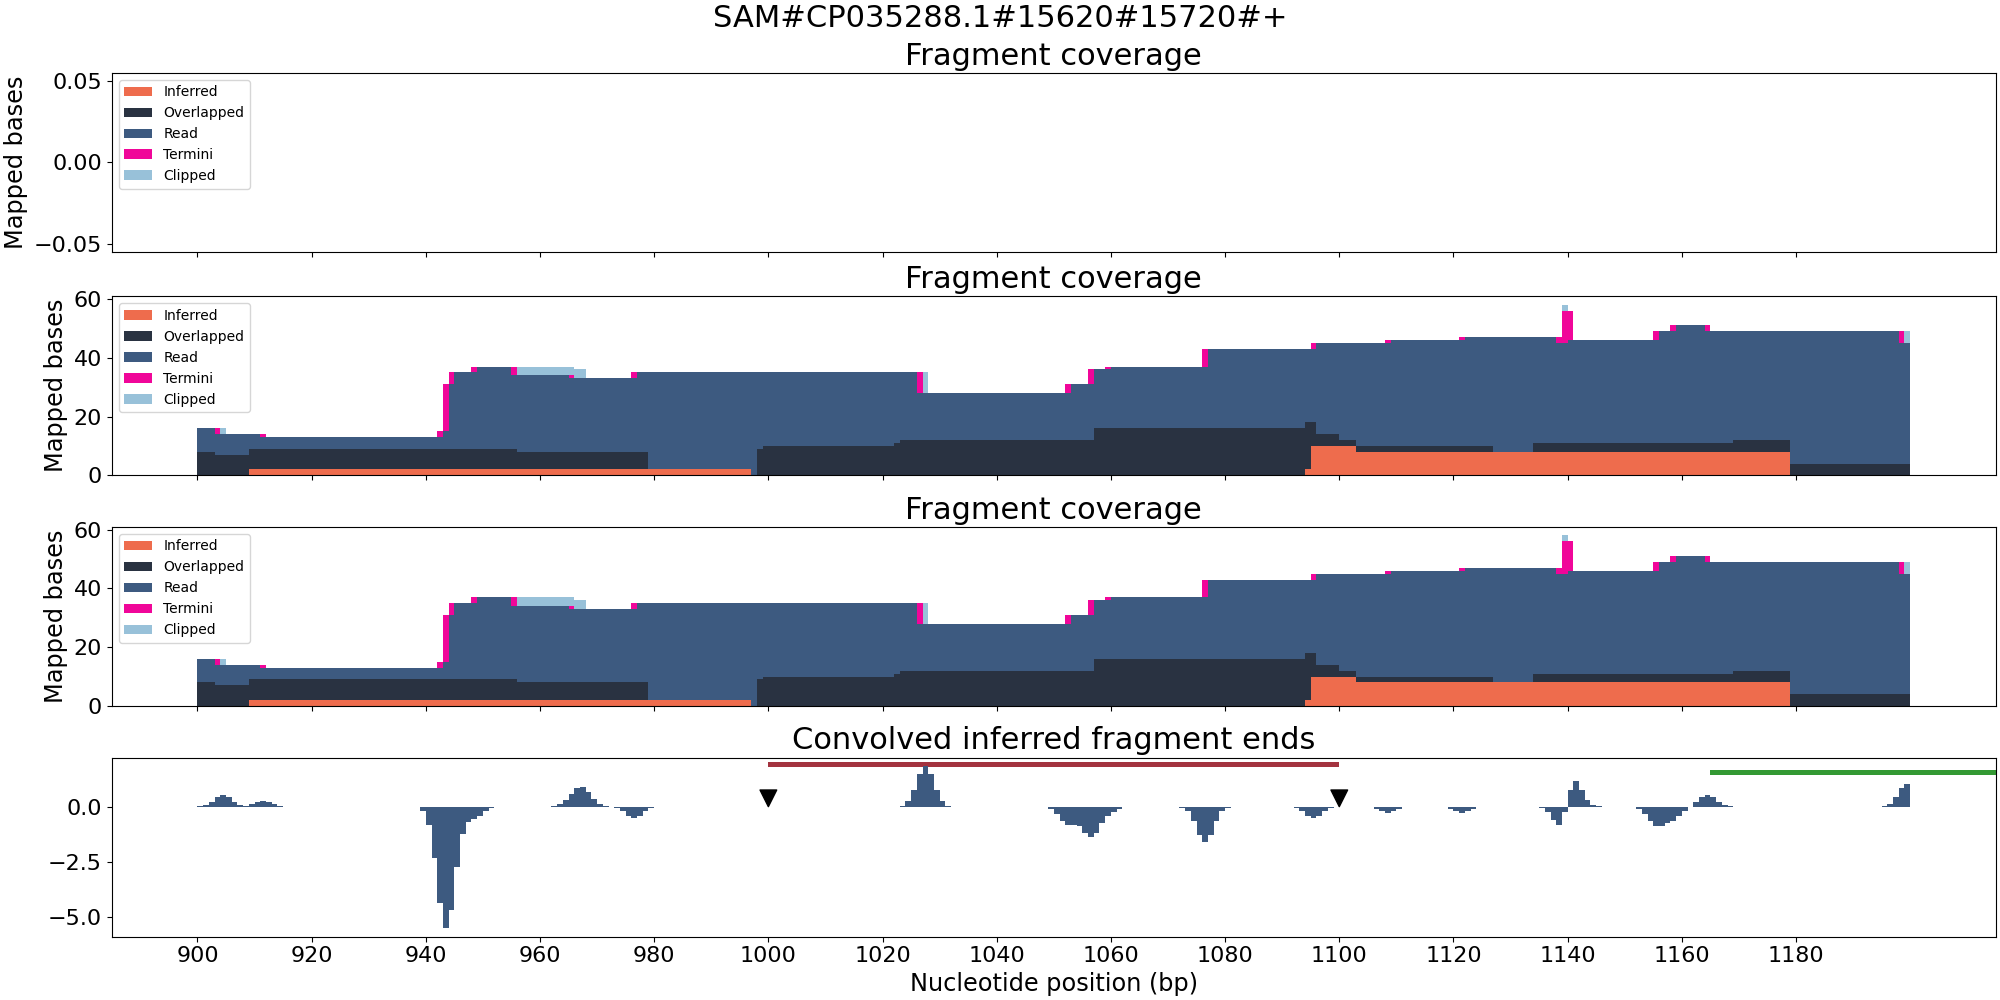 SAM#CP035288.1#15620#15720#+
Fragment coverage
Mapped bases
0.05
0.00
−0.05
Inferred
Overlapped
Read
Termini
Clipped
Fragment coverage
Mapped bases
60
40
20
0
Inferred
Overlapped
Read
Termini
Clipped
Fragment coverage
Mapped bases
60
40
20
0
Inferred
Overlapped
Read
Termini
Clipped
Convolved inferred fragment ends
0.0
−2.5
−5.0
900 920 940 960 980 1000 1020 1040 1060 1080 1100 1120 1140 1160 1180
Nucleotide position (bp)